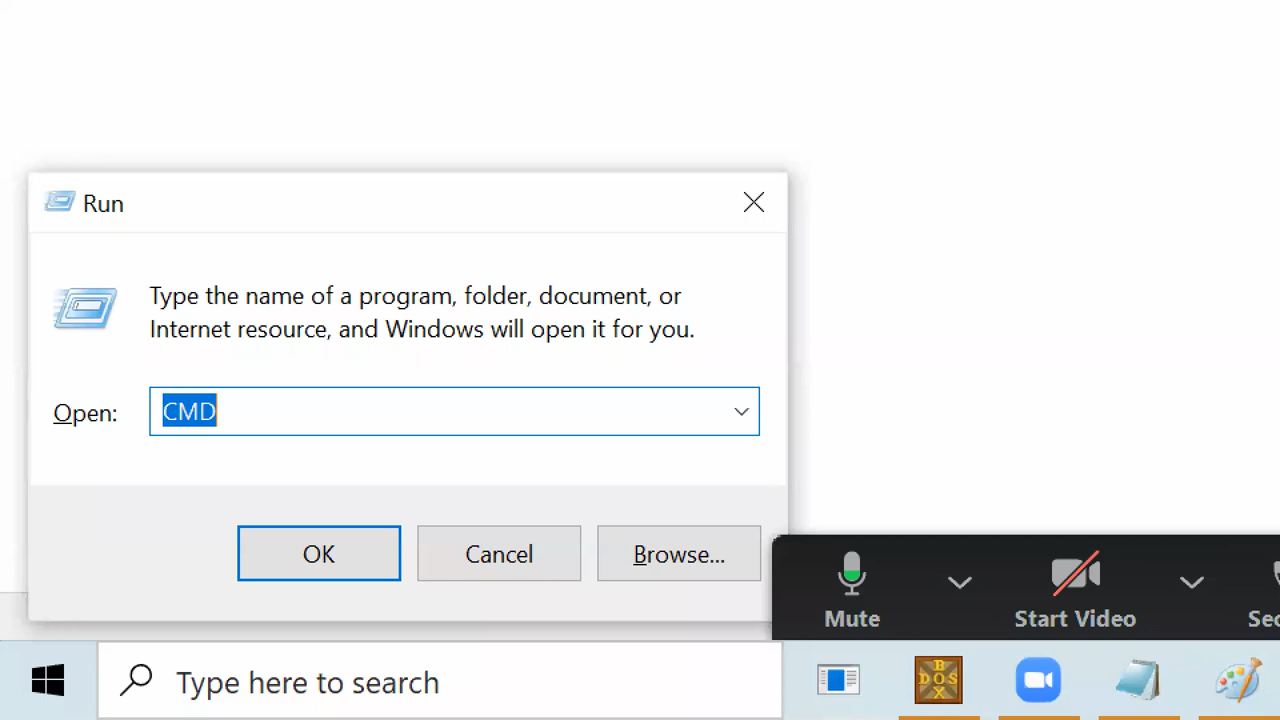 Run
Type the name of a program, folder, document, or
Internet resource, and Windows will open it for you.
Open: CMD
OK Cancel Browse...
Mute Start Video
Type here to search
B
DOS
X